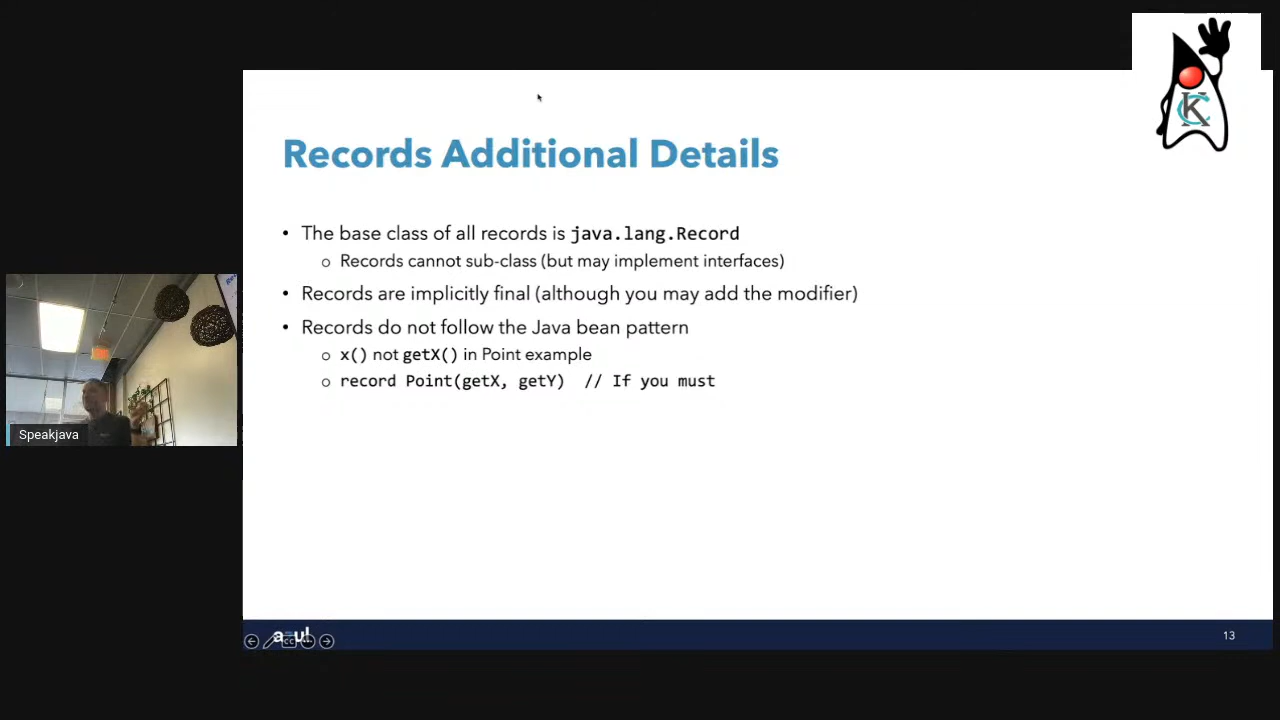 Records Additional Details
• The base class of all records is java.lang.Record
o Records cannot sub-class (but may implement interfaces)
• Records are implicitly final (although you may add the modifier)
• Records do not follow the Java bean pattern
o x() not getX() in Point example
o record Point(getX, getY) // If you must
Speakjava
KC
azul
13